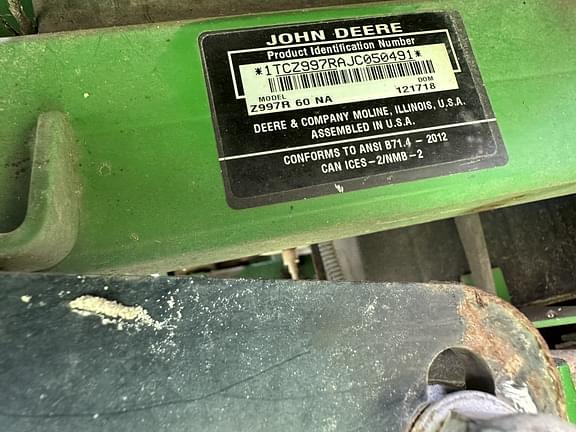 JOHN DEERE
Product Identification Number
*1TCZ997RAJC050491*
MODEL DOM
Z997R 60 NA 121718
DEERE & COMPANY MOLINE, ILLINOIS, U.S.A.
ASSEMBLED IN U.S.A.
CONFORMS TO ANSI B71.4 - 2012
CAN ICES-2/NMB-2